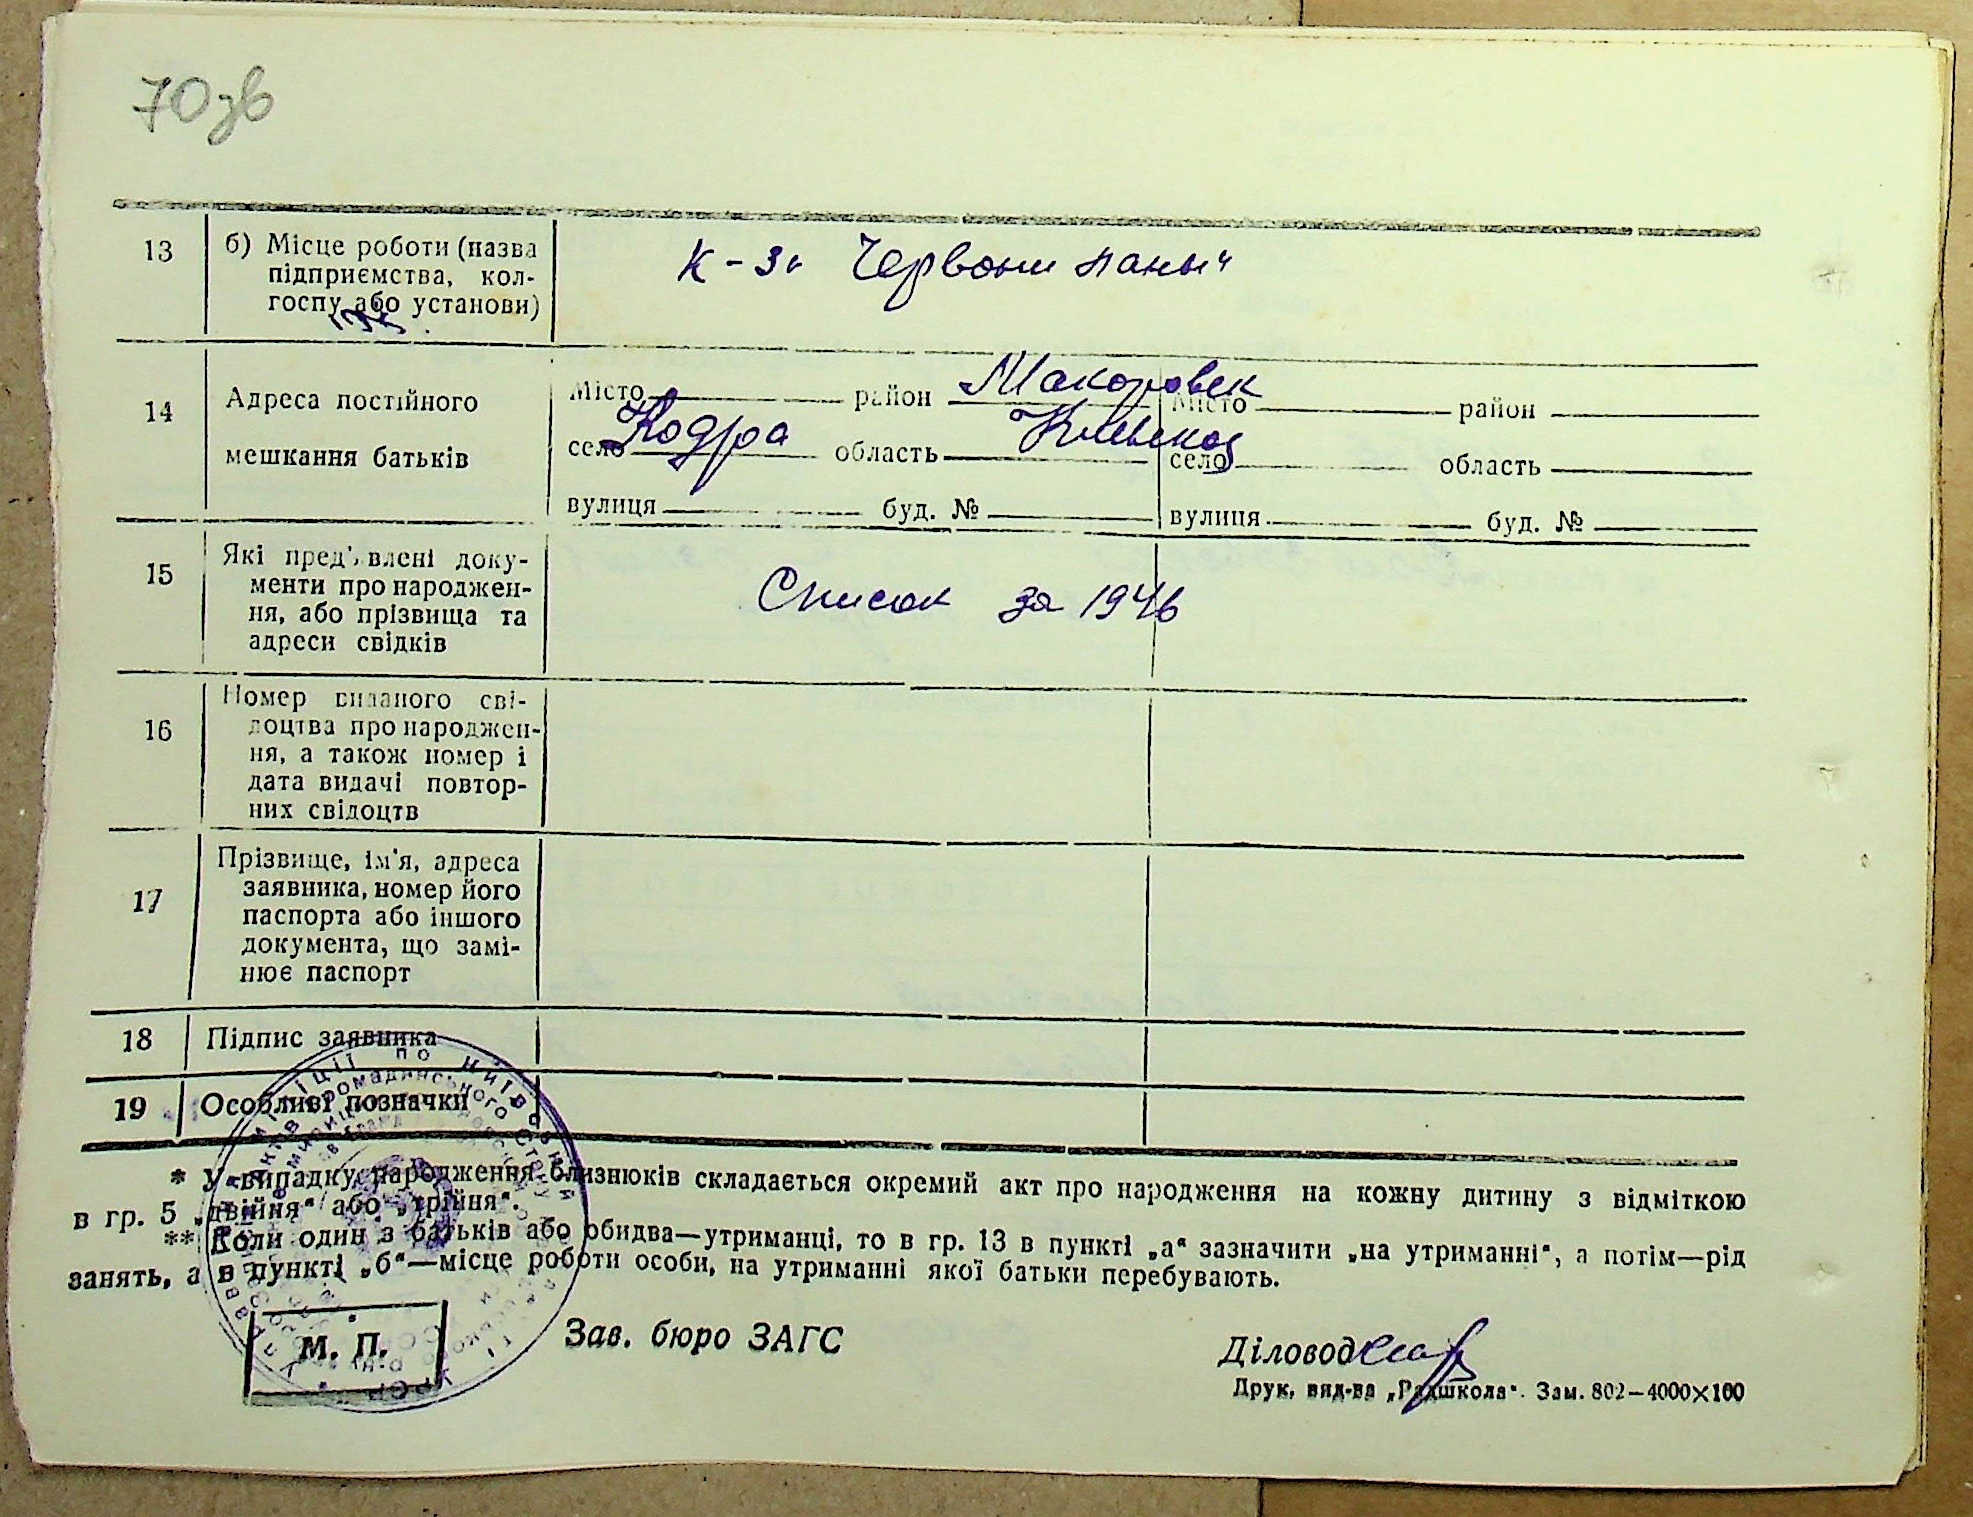 70зв
13 б) Місце роботи (назва
підприємства, кол-
госпу або установи)
к-з „Червони лани“
14 Адреса постійного
мешкання батьків
Місто район Макоровск Місто район
село Кодра область Киевской село область
вулиця буд. № вулиця буд. №
15 Які пред'явлені доку-
менти про народжен-
ня, або прізвища та
адреси свідків
Список за 1946
16 Номер виданого сві-
доцтва про народжен-
ня, а також номер і
дата видачі повтор-
них свідоцтв
17 Прізвище, ім'я, адреса
заявника, номер його
паспорта або іншого
документа, що замі-
нює паспорт
18 Підпис заявника
19 Особливі позначки
* У випадку народження близнюків складається окремий акт про народження на кожну дитину з відміткою
в гр. 5 „двійня“ або „трійня“.
** Коли один з батьків або обидва—утриманці, то в гр. 13 в пункті „а“ зазначити „на утриманні“, а потім—рід
занять, а в пункті „б“—місце роботи особи, на утриманні якої батьки перебувають.
М. П. Зав. бюро ЗАГС Діловод
Друк. вид-ва „Радшкола“. Зам. 802—4000×100